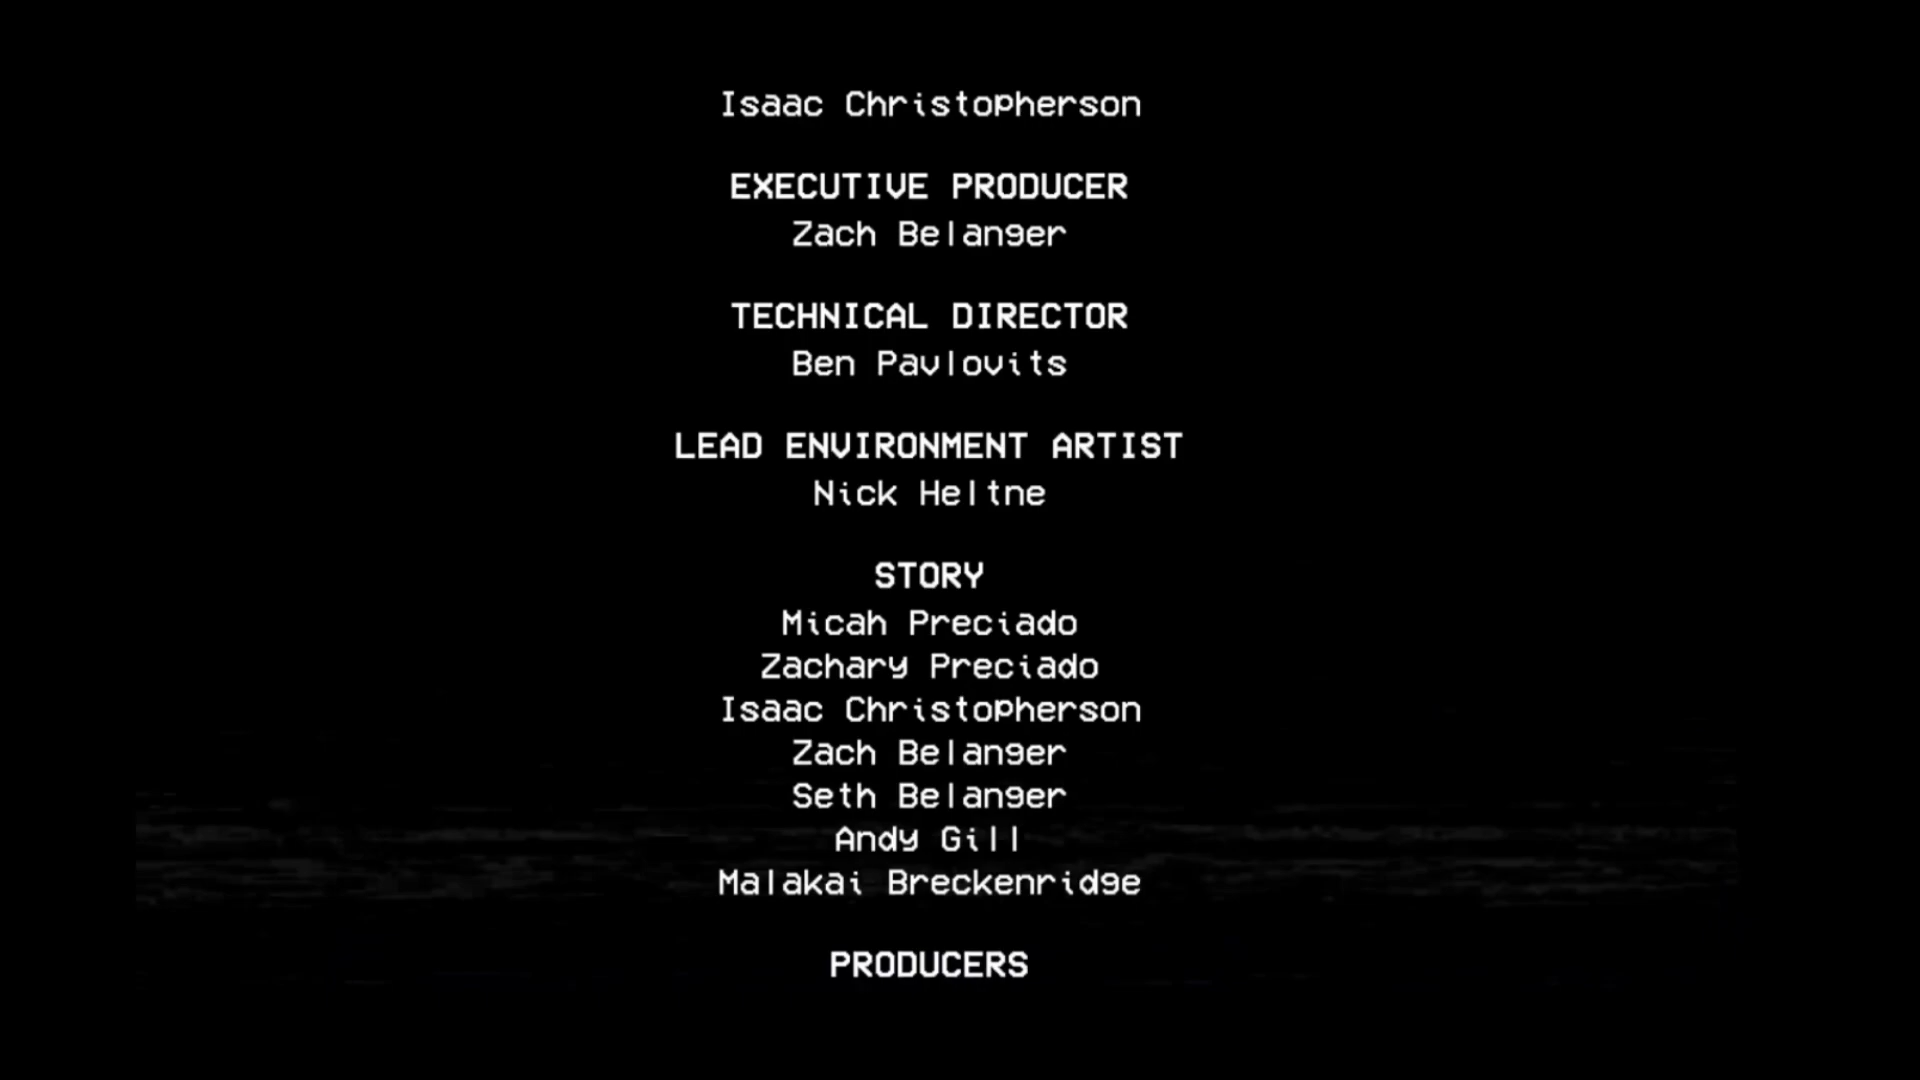 Isaac Christopherson
EXECUTIVE PRODUCER
Zach Belanger
TECHNICAL DIRECTOR
Ben Pavlovits
LEAD ENVIRONMENT ARTIST
Nick Heltne
STORY
Micah Preciado
Zachary Preciado
Isaac Christopherson
Zach Belanger
Seth Belanger
Andy Gill
Malakai Breckenridge
PRODUCERS